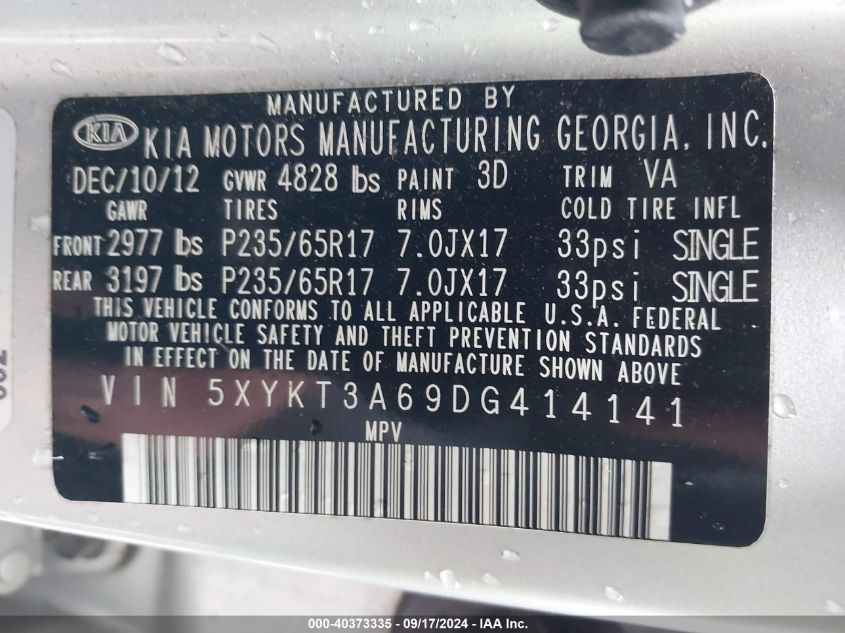 MANUFACTURED BY
KIA KIA MOTORS MANUFACTURING GEORGIA, INC.
DEC/10/12 GVWR 4828 lbs PAINT 3D TRIM VA
GAWR TIRES RIMS COLD TIRE INFL
FRONT 2977 lbs P235/65R17 7.0JX17 33psi SINGLE
REAR 3197 lbs P235/65R17 7.0JX17 33psi SINGLE
THIS VEHICLE CONFORMS TO ALL APPLICABLE U.S.A. FEDERAL
MOTOR VEHICLE SAFETY AND THEFT PREVENTION STANDARDS
IN EFFECT ON THE DATE OF MANUFACTURE SHOWN ABOVE
VIN 5XYKT3A69DG414141
MPV
000-40373335 - 09/17/2024 - IAA Inc.